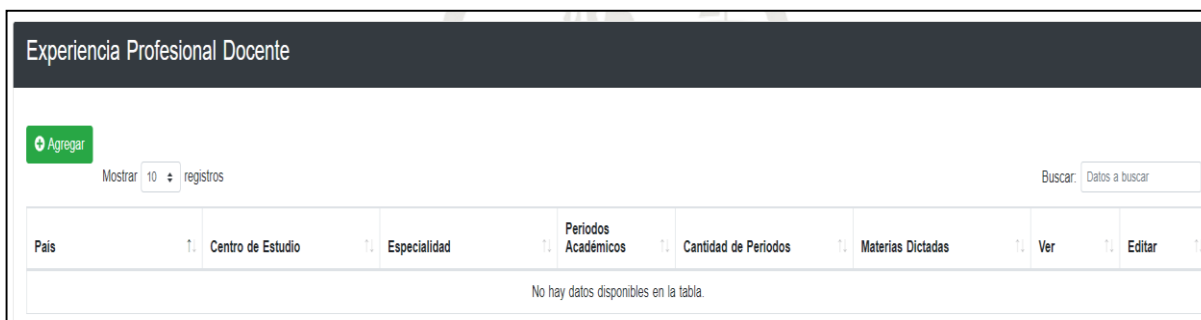 Experiencia Profesional Docente
Agregar
Mostrar 10 registros
Buscar: Datos a buscar
País Centro de Estudio Especialidad Periodos Académicos Cantidad de Periodos Materias Dictadas Ver Editar
No hay datos disponibles en la tabla.